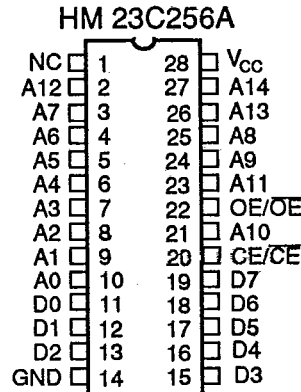 HM 23C256A
NC 1 28 VCC
A12 2 27 A14
A7 3 26 A13
A6 4 25 A8
A5 5 24 A9
A4 6 23 A11
A3 7 22 OE/OE
A2 8 21 A10
A1 9 20 CE/CE
A0 10 19 D7
D0 11 18 D6
D1 12 17 D5
D2 13 16 D4
GND 14 15 D3